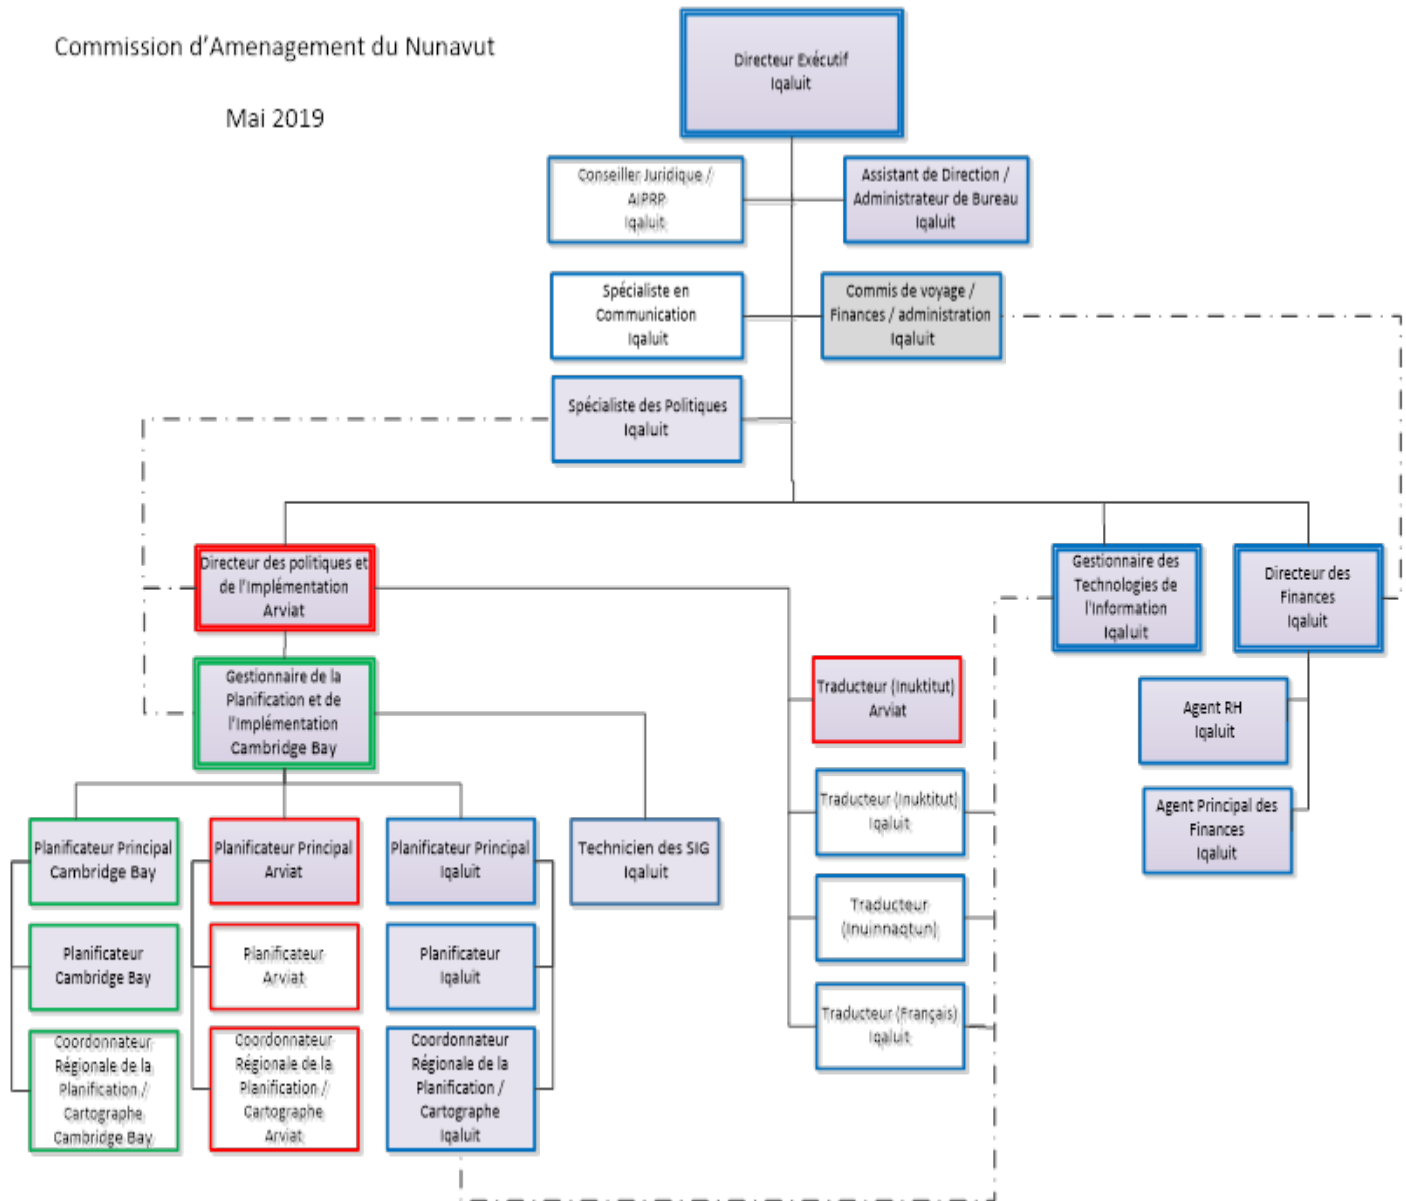 Commission d'Amenagement du Nunavut
Mai 2019
Directeur Exécutif
Iqaluit
Conseiller Juridique /
AIPRP
Iqaluit
Assistant de Direction /
Administrateur de Bureau
Iqaluit
Spécialiste en
Communication
Iqaluit
Commis de voyage /
Finances / administration
Iqaluit
Spécialiste des Politiques
Iqaluit
Directeur des politiques et
de l'Implémentation
Arviat
Gestionnaire des
Technologies de
l'Information
Iqaluit
Directeur des
Finances
Iqaluit
Gestionnaire de la
Planification et de
l'Implémentation
Cambridge Bay
Traducteur (Inuktitut)
Arviat
Agent RH
Iqaluit
Traducteur (Inuktitut)
Iqaluit
Agent Principal des
Finances
Iqaluit
Planificateur Principal
Cambridge Bay
Planificateur Principal
Arviat
Planificateur Principal
Iqaluit
Technicien des SIG
Iqaluit
Traducteur
(Inuinnaqtun)
Planificateur
Cambridge Bay
Planificateur
Arviat
Planificateur
Iqaluit
Traducteur (Français)
Iqaluit
Coordonnateur
Régionale de la
Planification /
Cartographe
Cambridge Bay
Coordonnateur
Régionale de la
Planification /
Cartographe
Arviat
Coordonnateur
Régionale de la
Planification /
Cartographe
Iqaluit